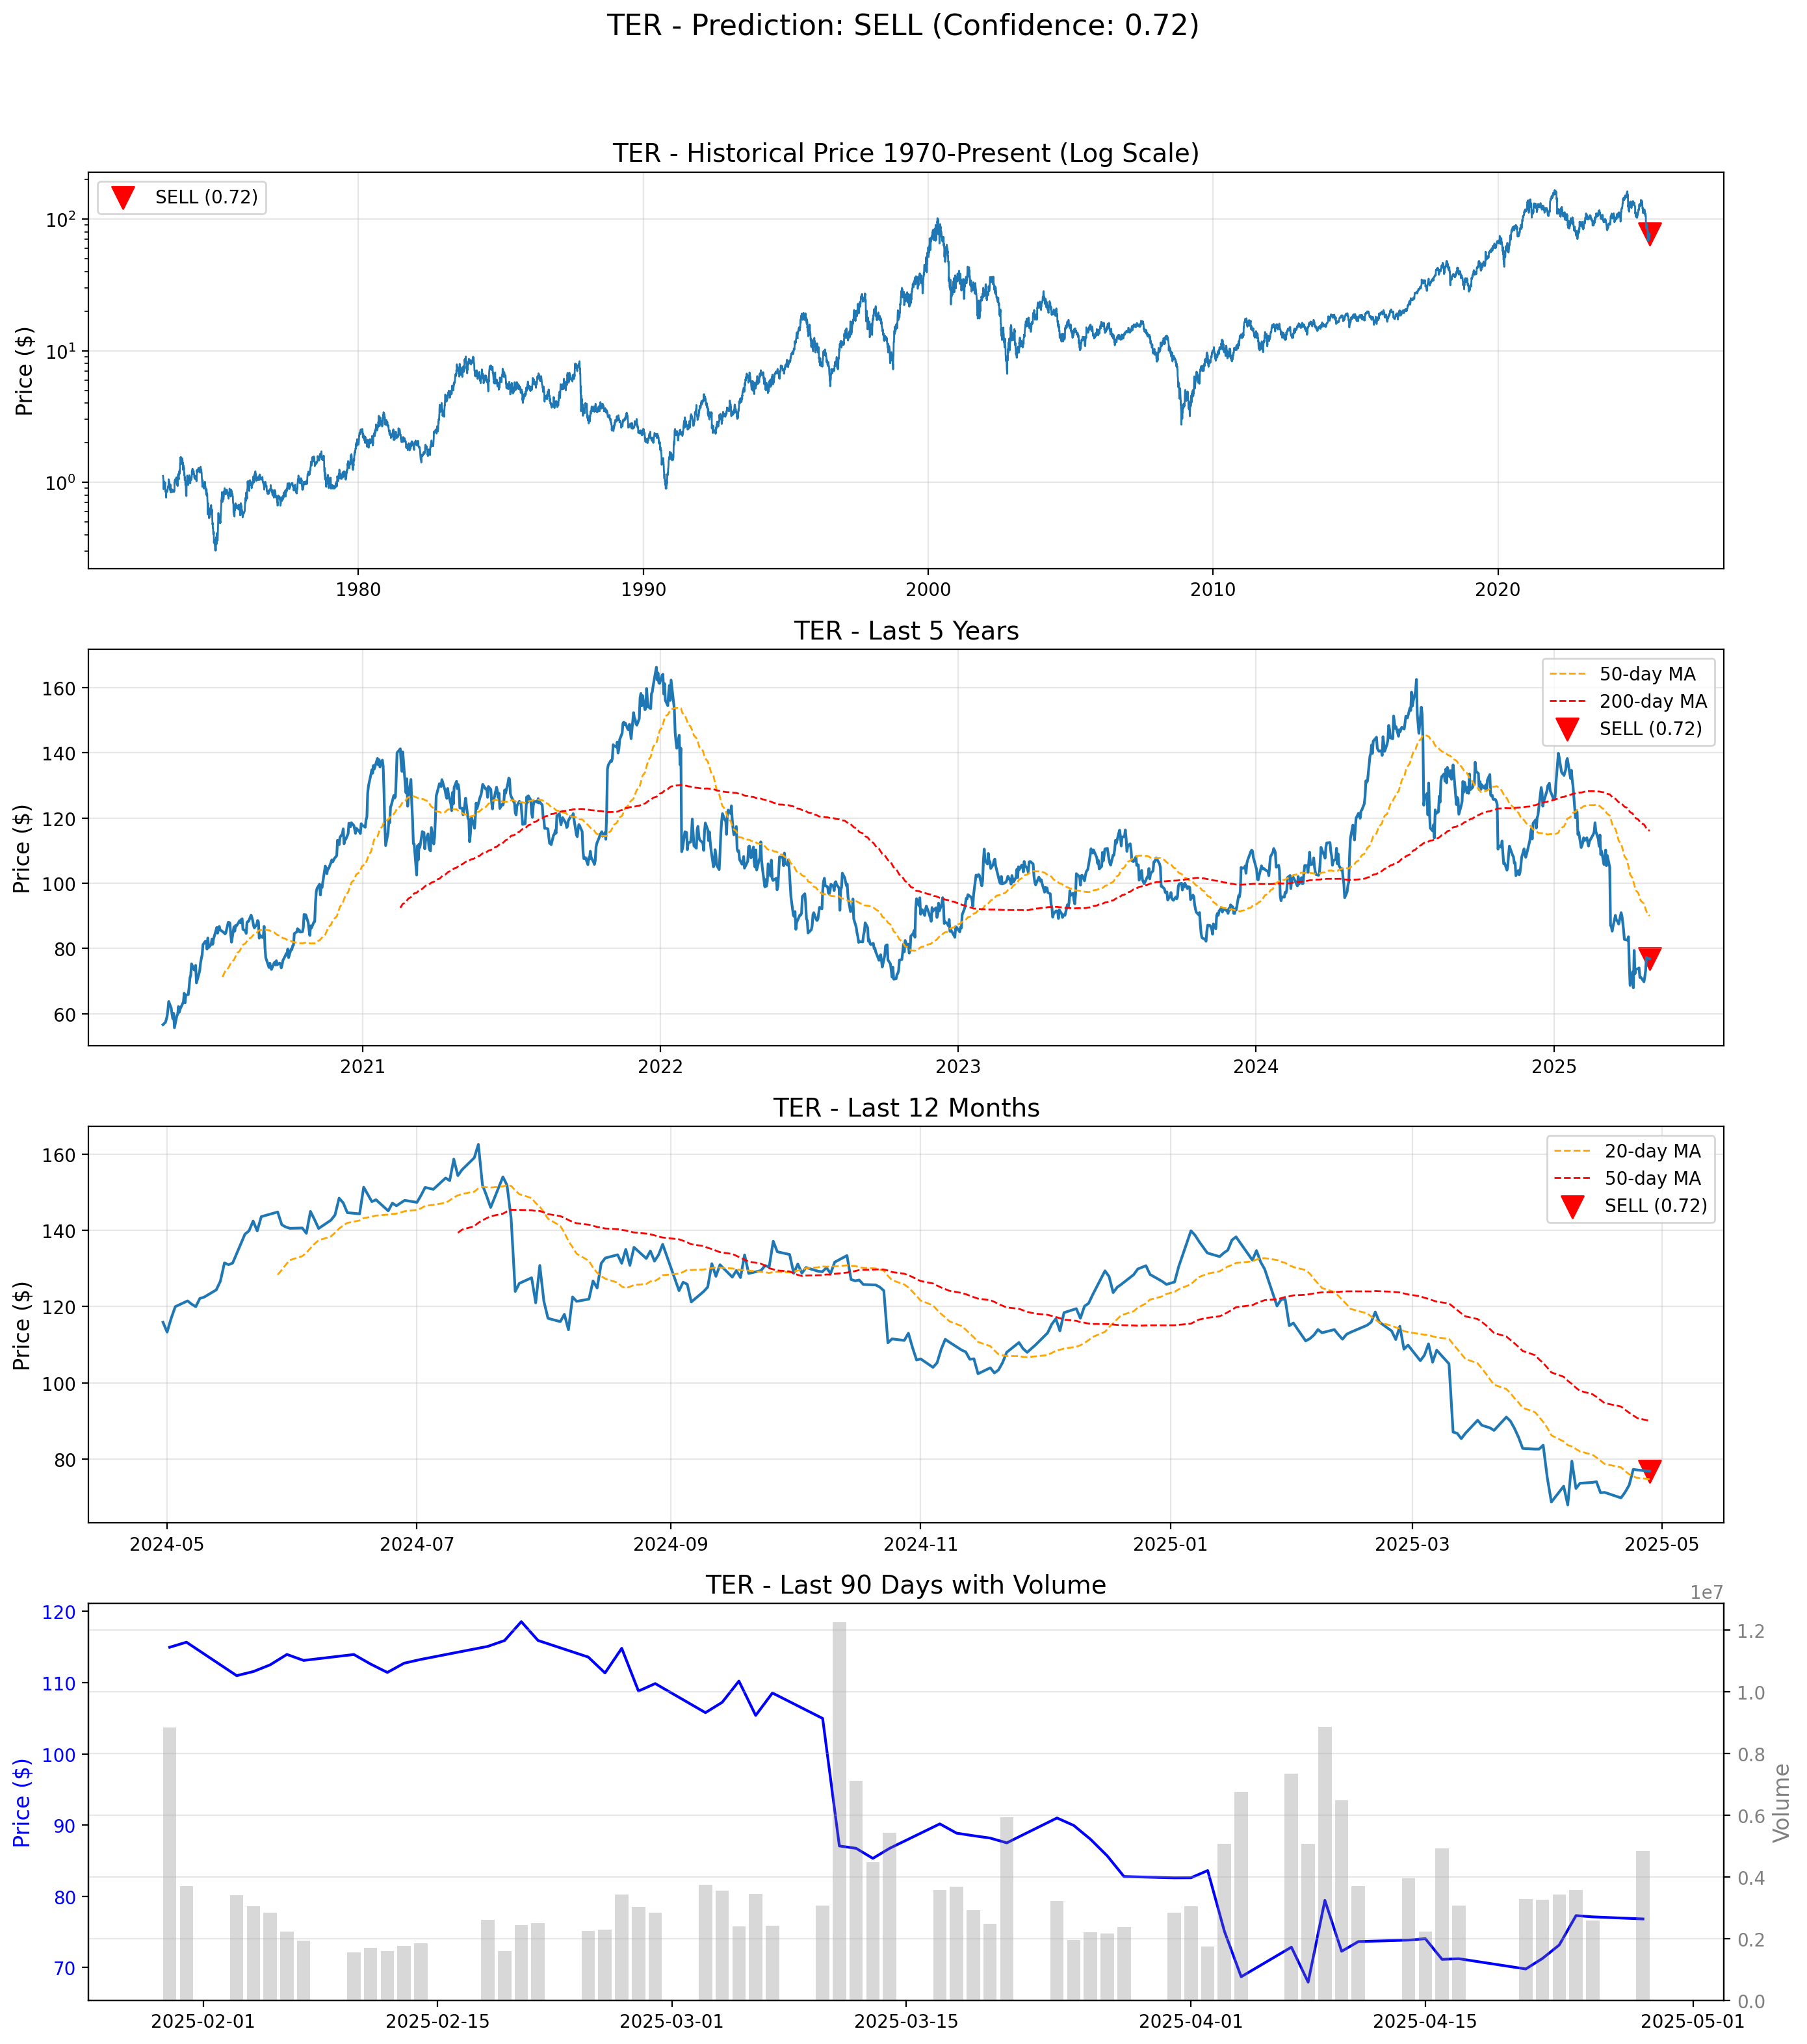 TER - Prediction: SELL (Confidence: 0.72)
TER - Historical Price 1970-Present (Log Scale)
SELL (0.72)
Price ($)
10²
10¹
10⁰
1980 1990 2000 2010 2020
TER - Last 5 Years
50-day MA
200-day MA
SELL (0.72)
Price ($)
160
140
120
100
80
60
2021 2022 2023 2024 2025
TER - Last 12 Months
20-day MA
50-day MA
SELL (0.72)
Price ($)
160
140
120
100
80
2024-05 2024-07 2024-09 2024-11 2025-01 2025-03 2025-05
TER - Last 90 Days with Volume
1e7
Price ($)
120
110
100
90
80
70
1.2
1.0
0.8
0.6
0.4
0.2
0.0
Volume
2025-02-01 2025-02-15 2025-03-01 2025-03-15 2025-04-01 2025-04-15 2025-05-01